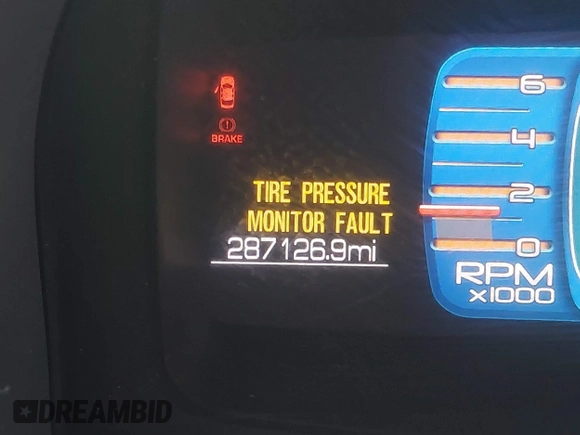 BRAKE
TIRE PRESSURE
MONITOR FAULT
287126.9mi
6
4
2
0
RPM
x1000
DREAMBID